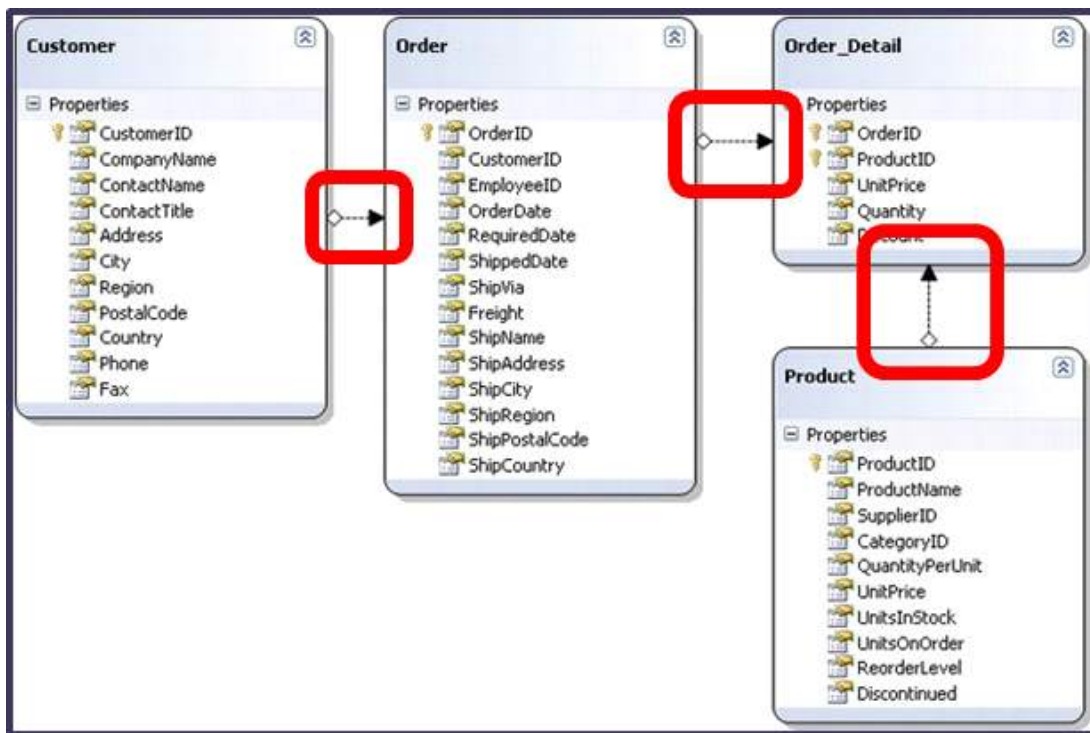 Customer
Properties
CustomerID
CompanyName
ContactName
ContactTitle
Address
City
Region
PostalCode
Country
Phone
Fax
Order
Properties
OrderID
CustomerID
EmployeeID
OrderDate
RequiredDate
ShippedDate
ShipVia
Freight
ShipName
ShipAddress
ShipCity
ShipRegion
ShipPostalCode
ShipCountry
Order_Detail
Properties
OrderID
ProductID
UnitPrice
Quantity
Discount
Product
Properties
ProductID
ProductName
SupplierID
CategoryID
QuantityPerUnit
UnitPrice
UnitsInStock
UnitsOnOrder
ReorderLevel
Discontinued